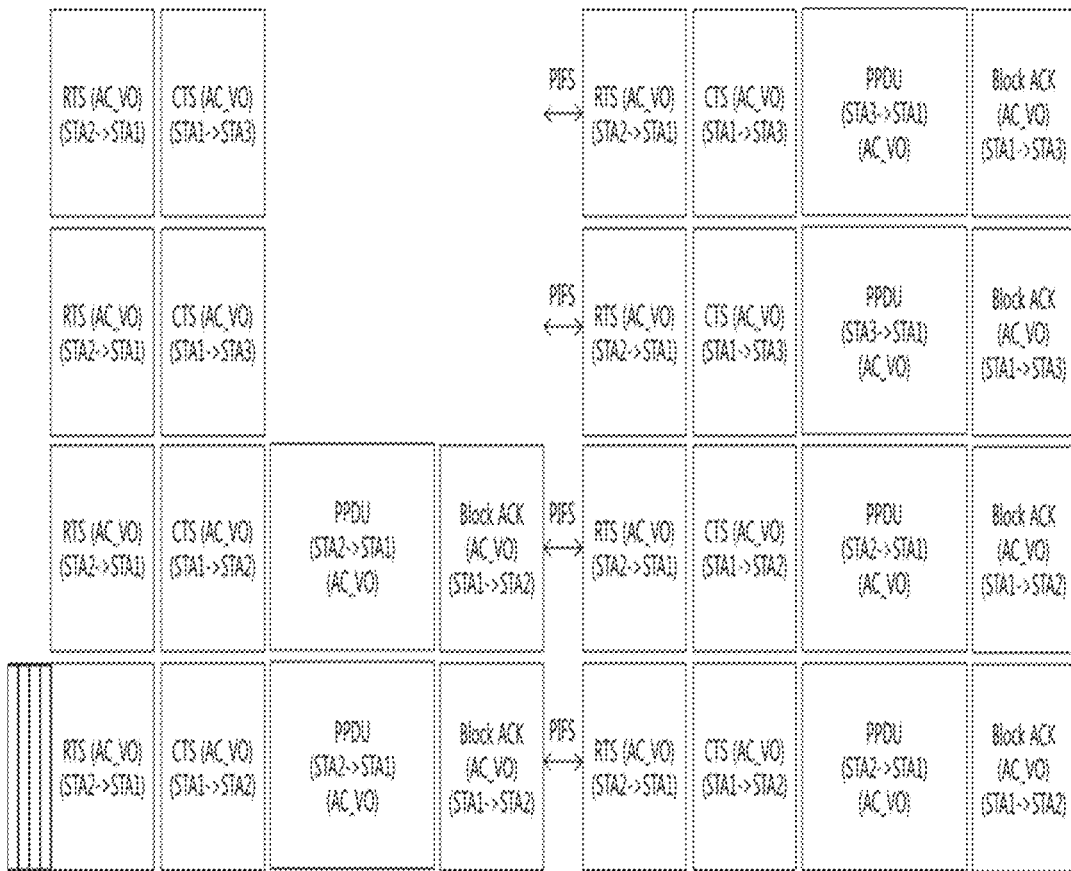 RTS (AC_VO)
(STA2->STA1)
CTS (AC_VO)
(STA1->STA3)
PIFS
RTS (AC_VO)
(STA2->STA1)
CTS (AC_VO)
(STA1->STA3)
PPDU
(STA3->STA1)
(AC_VO)
Block ACK
(AC_VO)
(STA1->STA3)
RTS (AC_VO)
(STA2->STA1)
CTS (AC_VO)
(STA1->STA3)
PIFS
RTS (AC_VO)
(STA2->STA1)
CTS (AC_VO)
(STA1->STA3)
PPDU
(STA3->STA1)
(AC_VO)
Block ACK
(AC_VO)
(STA1->STA3)
RTS (AC_VO)
(STA2->STA1)
CTS (AC_VO)
(STA1->STA2)
PPDU
(STA2->STA1)
(AC_VO)
Block ACK
(AC_VO)
(STA1->STA2)
PIFS
RTS (AC_VO)
(STA2->STA1)
CTS (AC_VO)
(STA1->STA2)
PPDU
(STA2->STA1)
(AC_VO)
Block ACK
(AC_VO)
(STA1->STA2)
RTS (AC_VO)
(STA2->STA1)
CTS (AC_VO)
(STA1->STA2)
PPDU
(STA2->STA1)
(AC_VO)
Block ACK
(AC_VO)
(STA1->STA2)
PIFS
RTS (AC_VO)
(STA2->STA1)
CTS (AC_VO)
(STA1->STA2)
PPDU
(STA2->STA1)
(AC_VO)
Block ACK
(AC_VO)
(STA1->STA2)